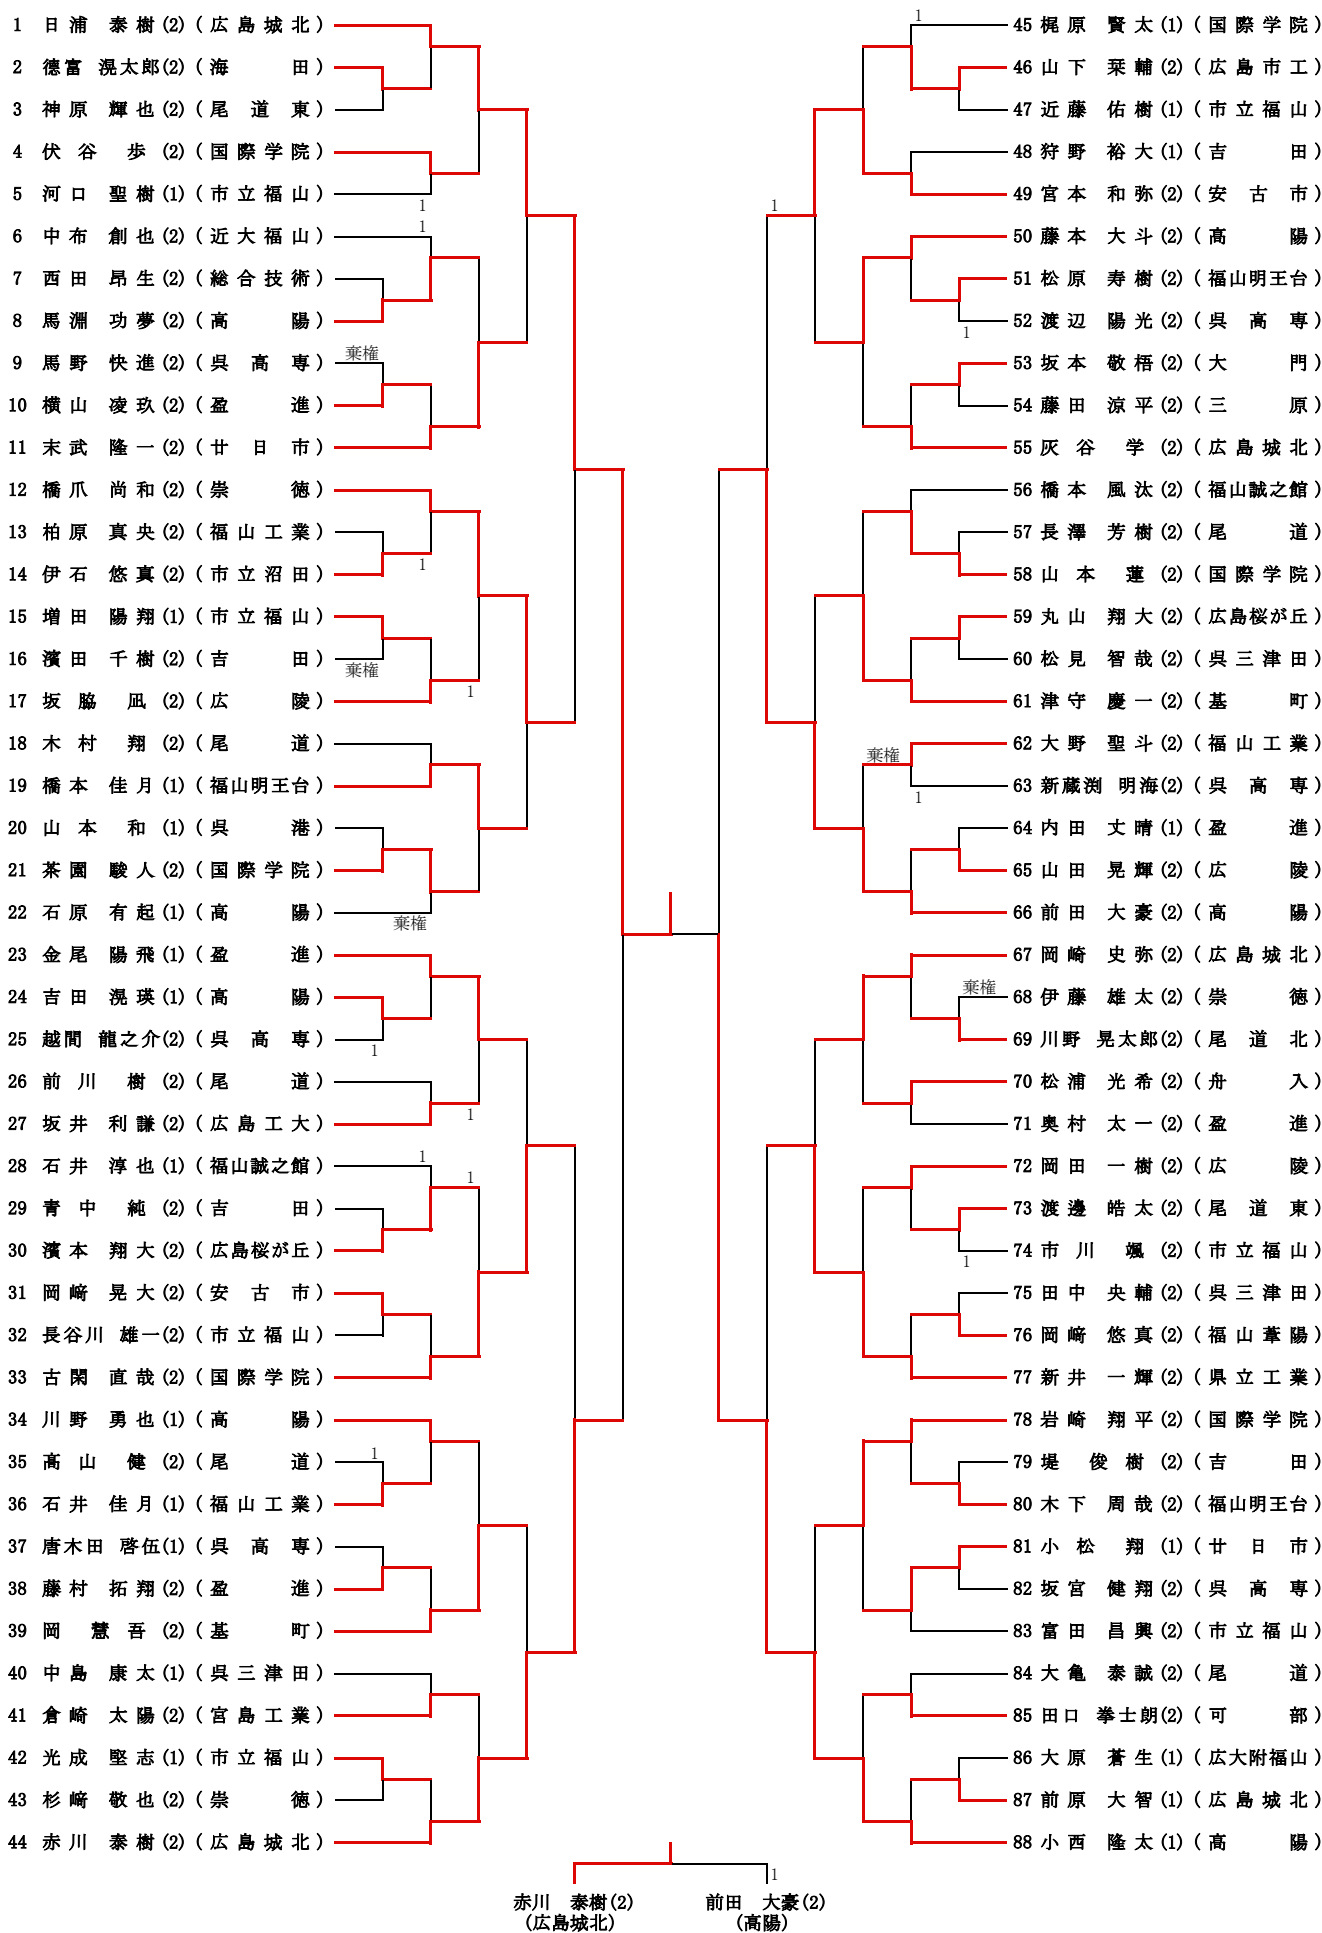 1 日浦 泰樹(2) (広島城北)
2 德富 滉太郎(2) (海田)
3 神原 輝也(2) (尾道東)
4 伏谷 歩(2) (国際学院)
5 河口 聖樹(1) (市立福山)
1
6 中布 創也(2) (近大福山)
1
7 西田 昂生(2) (総合技術)
8 馬淵 功夢(2) (高陽)
9 馬野 快進(2) (呉高専)
棄権
10 横山 凌玖(2) (盈進)
11 末武 隆一(2) (廿日市)
12 橋爪 尚和(2) (崇徳)
13 柏原 真央(2) (福山工業)
14 伊石 悠真(2) (市立沼田)
1
15 増田 陽翔(1) (市立福山)
16 濱田 千樹(2) (吉田)
棄権
17 坂脇 凪(2) (広陵)
1
18 木村 翔(2) (尾道)
19 橋本 佳月(1) (福山明王台)
20 山本 和(1) (呉港)
21 茶園 駿人(2) (国際学院)
22 石原 有起(1) (高陽)
棄権
23 金尾 陽飛(1) (盈進)
24 吉田 滉瑛(1) (高陽)
25 越間 龍之介(2) (呉高専)
1
26 前川 樹(2) (尾道)
27 坂井 利謙(2) (広島工大)
1
28 石井 淳也(1) (福山誠之館)
1
29 青中 純(2) (吉田)
1
30 濱本 翔大(2) (広島桜が丘)
31 岡﨑 晃大(2) (安古市)
32 長谷川 雄一(2) (市立福山)
33 古閑 直哉(2) (国際学院)
34 川野 勇也(1) (高陽)
35 高山 健(2) (尾道)
1
36 石井 佳月(1) (福山工業)
37 唐木田 啓伍(1) (呉高専)
38 藤村 拓翔(2) (盈進)
39 岡 慧吾(2) (基町)
40 中島 康太(1) (呉三津田)
41 倉崎 太陽(2) (宮島工業)
42 光成 堅志(1) (市立福山)
43 杉﨑 敬也(2) (崇徳)
44 赤川 泰樹(2) (広島城北)
1
45 梶原 賢太(1) (国際学院)
46 山下 栞輔(2) (広島市工)
47 近藤 佑樹(1) (市立福山)
48 狩野 裕大(1) (吉田)
49 宮本 和弥(2) (安古市)
1
50 藤本 大斗(2) (高陽)
51 松原 寿樹(2) (福山明王台)
52 渡辺 陽光(2) (呉高専)
1
53 坂本 敬梧(2) (大門)
54 藤田 涼平(2) (三原)
55 灰谷 学(2) (広島城北)
56 橋本 風汰(2) (福山誠之館)
57 長澤 芳樹(2) (尾道)
58 山本 蓮(2) (国際学院)
59 丸山 翔大(2) (広島桜が丘)
60 松見 智哉(2) (呉三津田)
61 津守 慶一(2) (基町)
62 大野 聖斗(2) (福山工業)
棄権
63 新蔵渕 明海(2) (呉高専)
1
64 内田 丈晴(1) (盈進)
65 山田 晃輝(2) (広陵)
66 前田 大豪(2) (高陽)
67 岡崎 史弥(2) (広島城北)
棄権
68 伊藤 雄太(2) (崇徳)
69 川野 晃太郎(2) (尾道北)
70 松浦 光希(2) (舟入)
71 奥村 太一(2) (盈進)
72 岡田 一樹(2) (広陵)
73 渡邊 皓太(2) (尾道東)
74 市川 颯(2) (市立福山)
1
75 田中 央輔(2) (呉三津田)
76 岡﨑 悠真(2) (福山葦陽)
77 新井 一輝(2) (県立工業)
78 岩崎 翔平(2) (国際学院)
79 堤 俊樹(2) (吉田)
80 木下 周哉(2) (福山明王台)
81 小松 翔(1) (廿日市)
82 坂宮 健翔(2) (呉高専)
83 富田 昌興(2) (市立福山)
84 大亀 泰誠(2) (尾道)
85 田口 拳士朗(2) (可部)
86 大原 蒼生(1) (広大附福山)
87 前原 大智(1) (広島城北)
88 小西 隆太(1) (高陽)
1
赤川 泰樹(2) 前田 大豪(2)
(広島城北) (高陽)